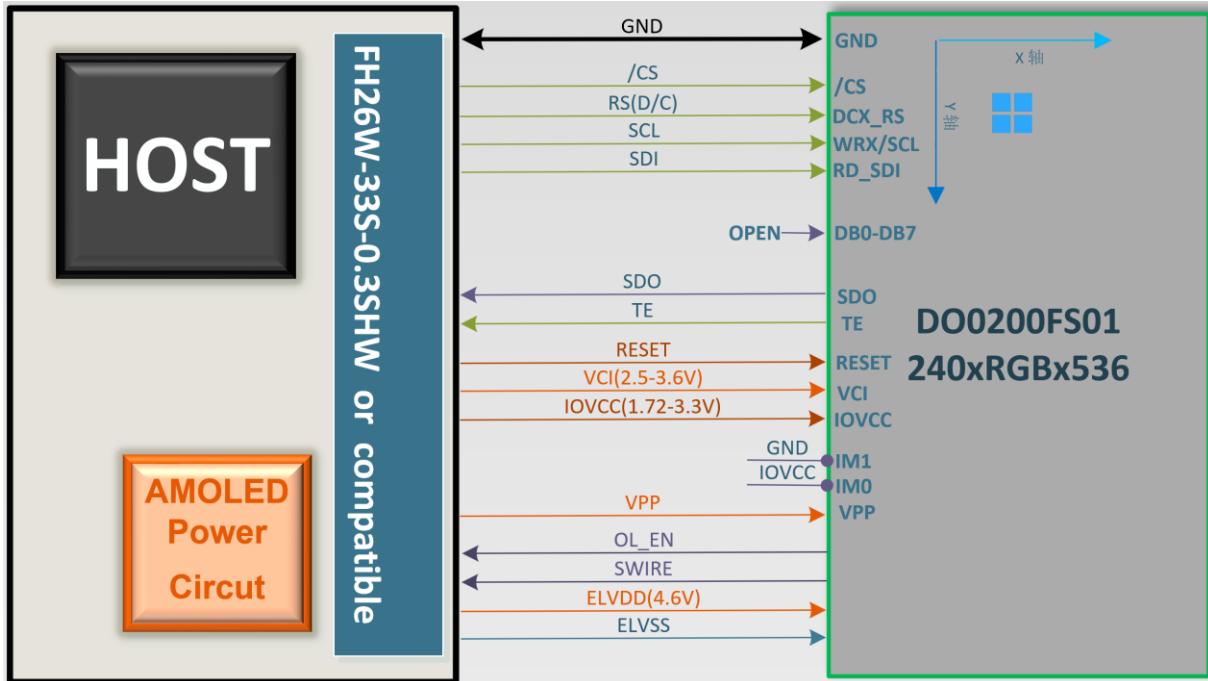 HOST
FH26W-33S-0.3SHW or compatible
AMOLED
Power
Circut
GND
/CS
RS(D/C)
SCL
SDI
OPEN
SDO
TE
RESET
VCI(2.5-3.6V)
IOVCC(1.72-3.3V)
GND
IOVCC
VPP
OL_EN
SWIRE
ELVDD(4.6V)
ELVSS
GND
/CS
DCX_RS
WRX/SCL
RD_SDI
DB0-DB7
SDO
TE
RESET
VCI
IOVCC
IM1
IM0
VPP
X 轴
Y 轴
DO0200FS01
240xRGBx536